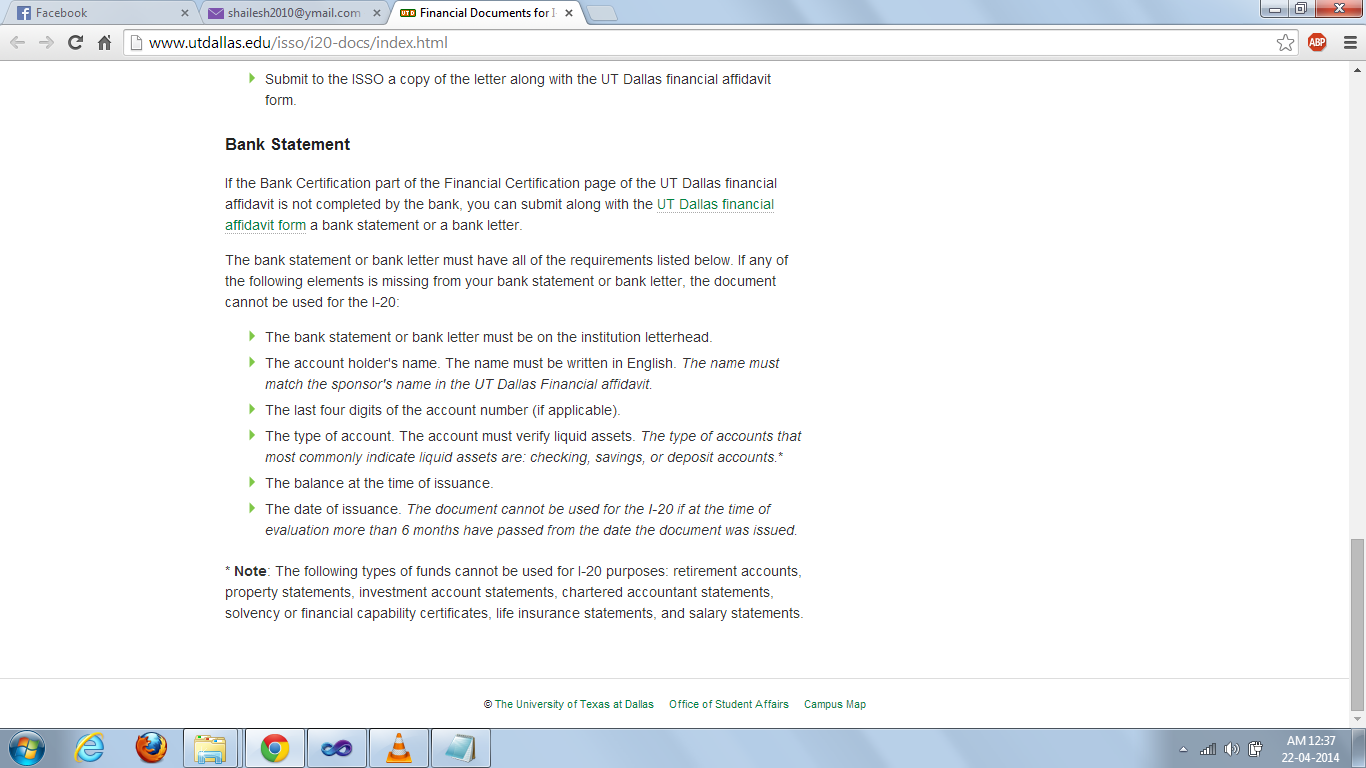 Facebook
shailesh2010@ymail.com
UTD
Financial Documents for I
www.utdallas.edu/isso/i20-docs/index.html
ABP
Submit to the ISSO a copy of the letter along with the UT Dallas financial affidavit
form.
Bank Statement
If the Bank Certification part of the Financial Certification page of the UT Dallas financial
affidavit is not completed by the bank, you can submit along with the UT Dallas financial
affidavit form a bank statement or a bank letter.
The bank statement or bank letter must have all of the requirements listed below. If any of
the following elements is missing from your bank statement or bank letter, the document
cannot be used for the I-20:
The bank statement or bank letter must be on the institution letterhead.
The account holder's name. The name must be written in English. The name must
match the sponsor's name in the UT Dallas Financial affidavit.
The last four digits of the account number (if applicable).
The type of account. The account must verify liquid assets. The type of accounts that
most commonly indicate liquid assets are: checking, savings, or deposit accounts.*
The balance at the time of issuance.
The date of issuance. The document cannot be used for the I-20 if at the time of
evaluation more than 6 months have passed from the date the document was issued.
* Note: The following types of funds cannot be used for I-20 purposes: retirement accounts,
property statements, investment account statements, chartered accountant statements,
solvency or financial capability certificates, life insurance statements, and salary statements.
© The University of Texas at Dallas Office of Student Affairs Campus Map
AM 12:37
22-04-2014